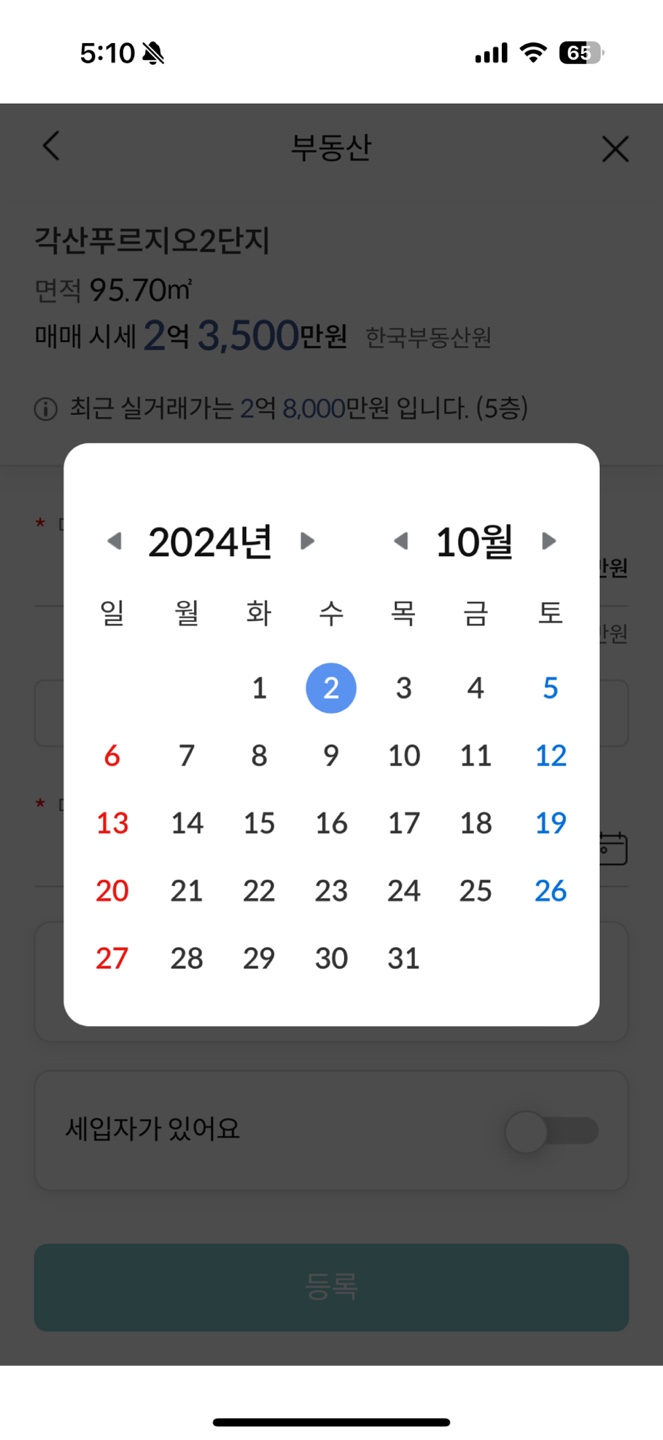 5:10
65
부동산
각산푸르지오2단지
면적 95.70㎡
매매 시세 2억 3,500만원 한국부동산원
최근 실거래가는 2억 8,000만원 입니다. (5층)
*
만원
2024년 10월
일 월 화 수 목 금 토
만원
1 2 3 4 5
6 7 8 9 10 11 12
*
13 14 15 16 17 18 19
20 21 22 23 24 25 26
27 28 29 30 31
세입자가 있어요
등록